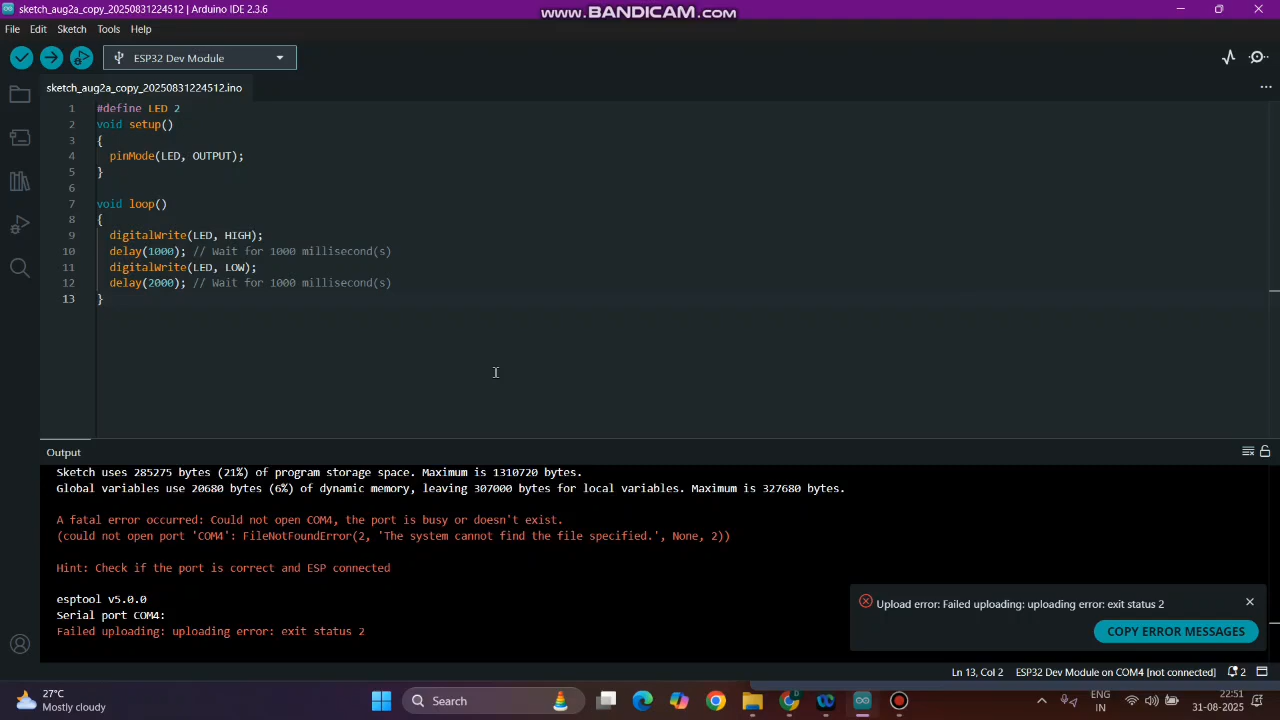 sketch_aug2a_copy_20250831224512 | Arduino IDE 2.3.6
www.BANDICAM.com
File Edit Sketch Tools Help
ESP32 Dev Module
sketch_aug2a_copy_20250831224512.ino
1 #define LED 2
2 void setup()
3 {
4 pinMode(LED, OUTPUT);
5 }
6
7 void loop()
8 {
9 digitalWrite(LED, HIGH);
10 delay(1000); // Wait for 1000 millisecond(s)
11 digitalWrite(LED, LOW);
12 delay(2000); // Wait for 1000 millisecond(s)
13 }
Output
Sketch uses 285275 bytes (21%) of program storage space. Maximum is 1310720 bytes.
Global variables use 20680 bytes (6%) of dynamic memory, leaving 307000 bytes for local variables. Maximum is 327680 bytes.
A fatal error occurred: Could not open COM4, the port is busy or doesn't exist.
(could not open port 'COM4': FileNotFoundError(2, 'The system cannot find the file specified.', None, 2))
Hint: Check if the port is correct and ESP connected
esptool v5.0.0
Serial port COM4:
Failed uploading: uploading error: exit status 2
Upload error: Failed uploading: uploading error: exit status 2
COPY ERROR MESSAGES
Ln 13, Col 2 ESP32 Dev Module on COM4 [not connected] 2
27°C
Mostly cloudy
Search
ENG
IN
22:51
31-08-2025